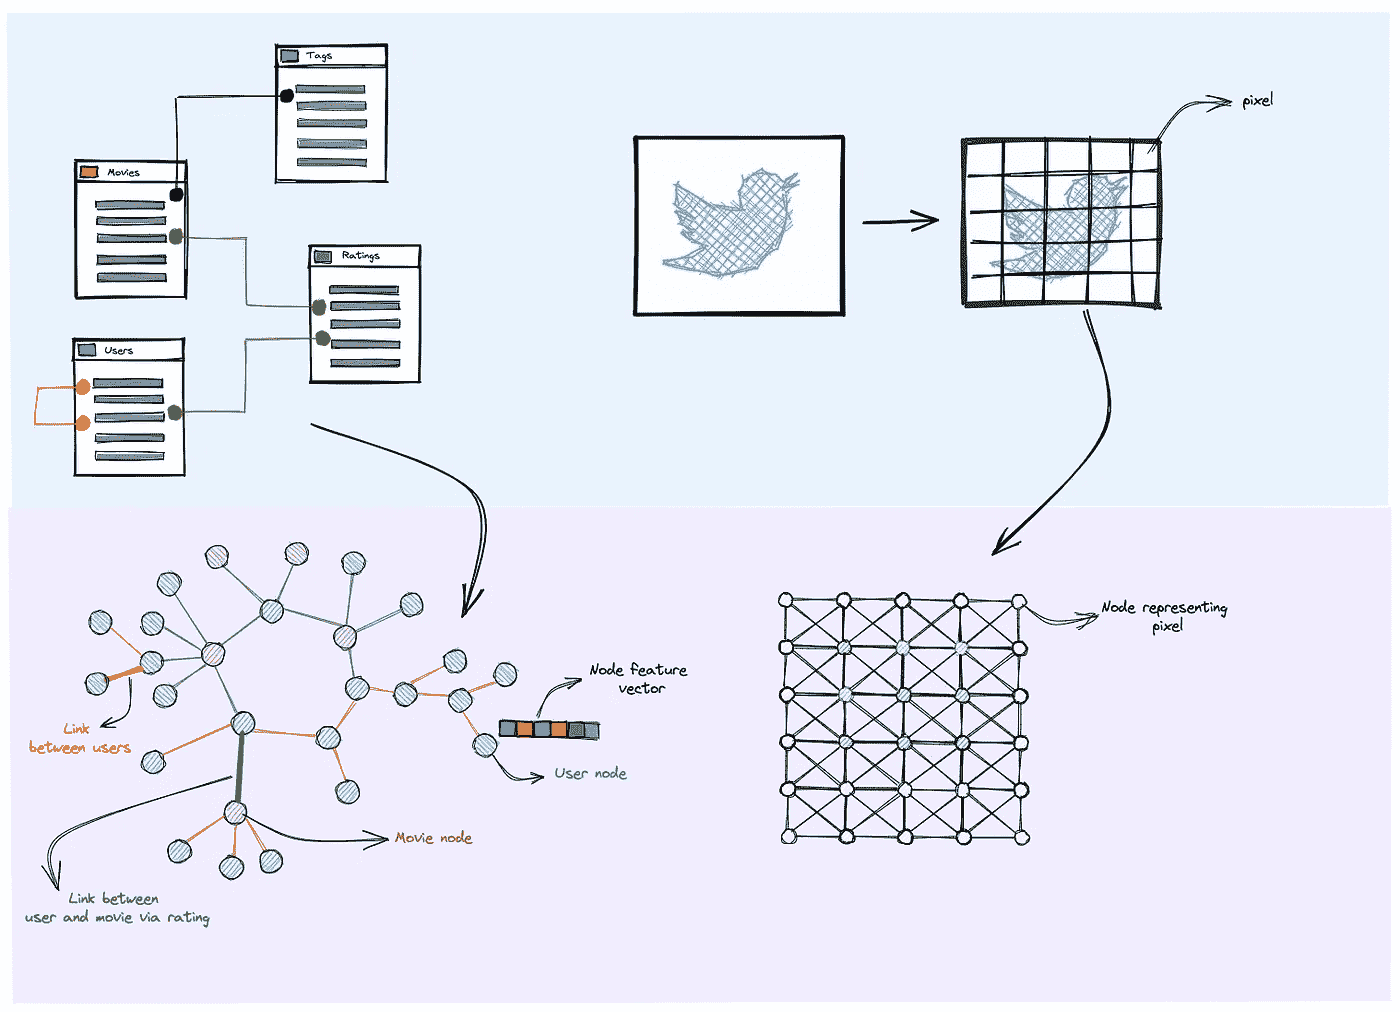 Tags
Movies
Ratings
Users
pixel
Node representing
pixel
Node feature
vector
Link
between users
User node
Movie node
Link between
user and movie via rating